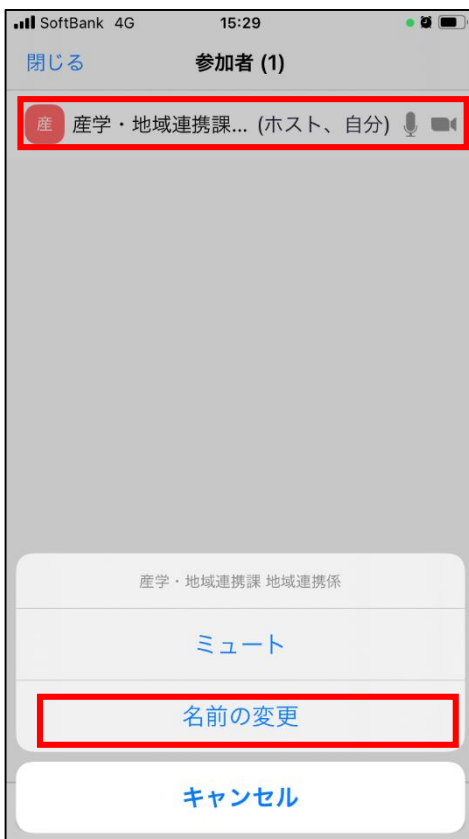 SoftBank 4G 15:29
閉じる 参加者 (1)
産 産学・地域連携課... (ホスト、自分)
産学・地域連携課 地域連携係
ミュート
名前の変更
キャンセル